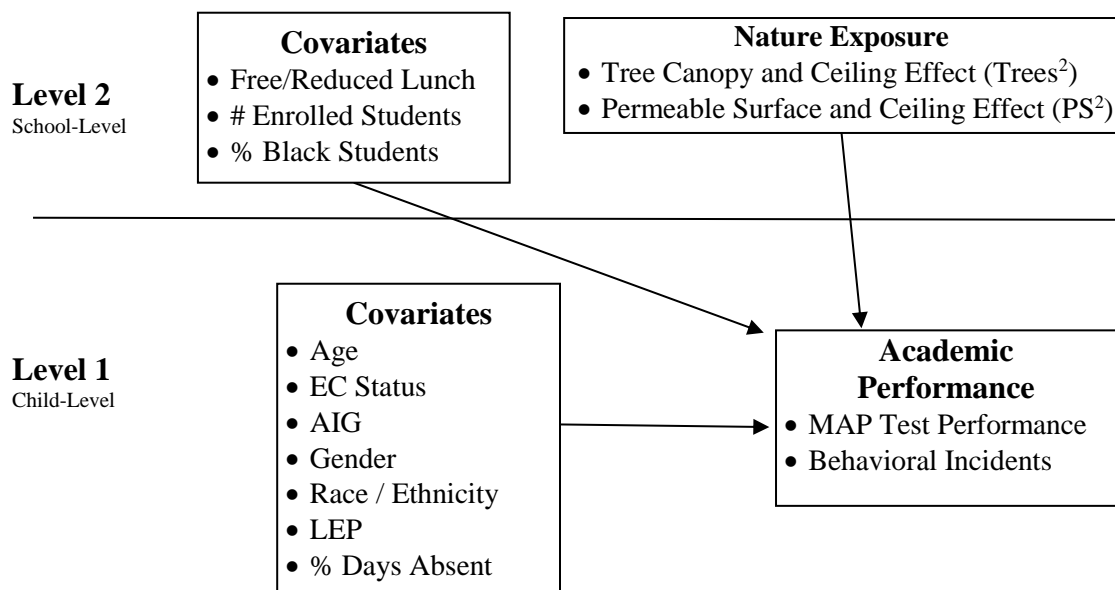 Level 2
School-Level
Covariates
• Free/Reduced Lunch
• # Enrolled Students
• % Black Students
Nature Exposure
• Tree Canopy and Ceiling Effect (Trees²)
• Permeable Surface and Ceiling Effect (PS²)
Level 1
Child-Level
Covariates
• Age
• EC Status
• AIG
• Gender
• Race / Ethnicity
• LEP
• % Days Absent
Academic
Performance
• MAP Test Performance
• Behavioral Incidents